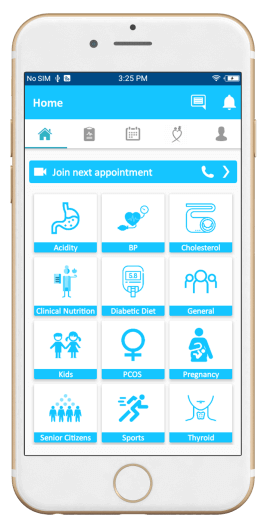 No SIM
3:25 PM
Home
Join next appointment
Acidity
BP
Cholesterol
Clinical Nutrition
5.8
Diabetic Diet
General
Kids
PCOS
Pregnancy
Senior Citizens
Sports
Thyroid